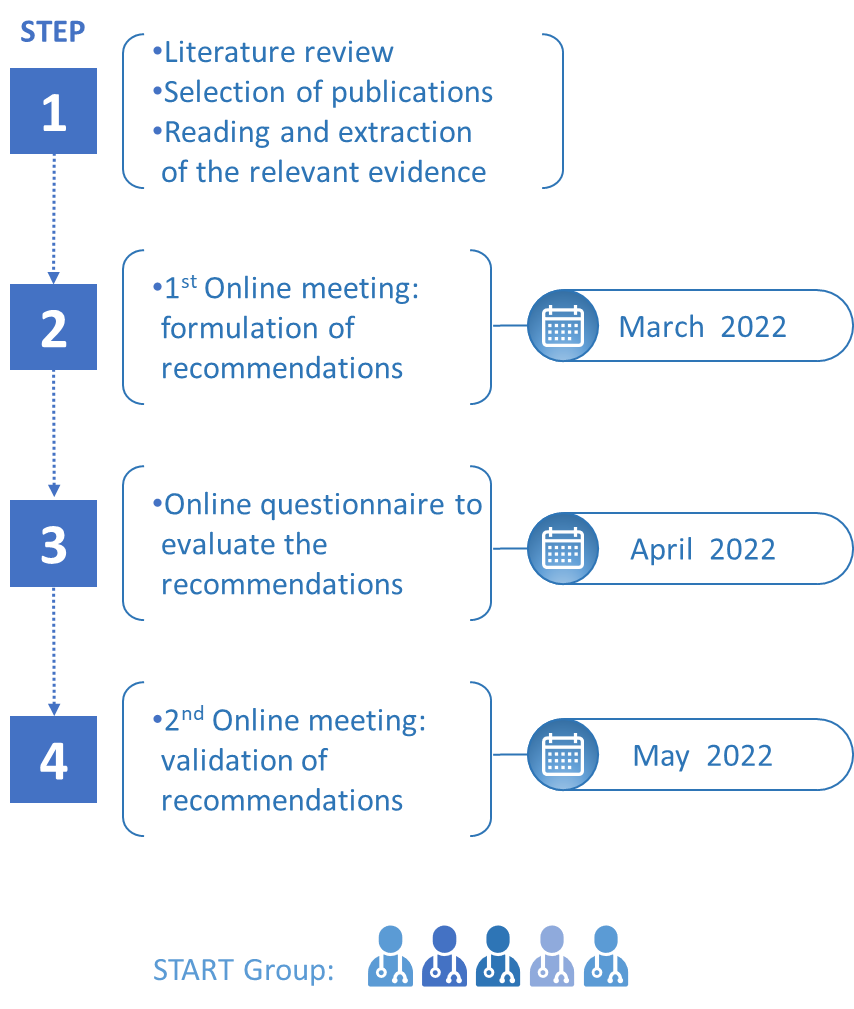 STEP
1
•Literature review
•Selection of publications
•Reading and extraction
of the relevant evidence
2
•1st Online meeting:
formulation of
recommendations
March 2022
3
•Online questionnaire to
evaluate the
recommendations
April 2022
4
•2nd Online meeting:
validation of
recommendations
May 2022
START Group: